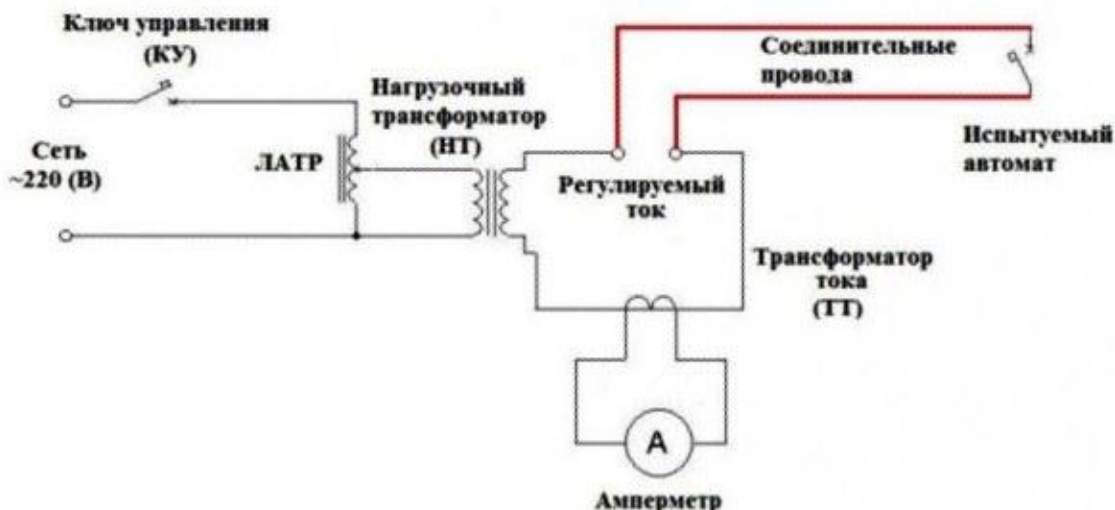 Ключ управления
(КУ)
Сеть
~220 (В)
ЛАТР
Нагрузочный
трансформатор
(НТ)
Соединительные
провода
Испытуемый
автомат
Регулируемый
ток
Трансформатор
тока
(ТТ)
А
Амперметр